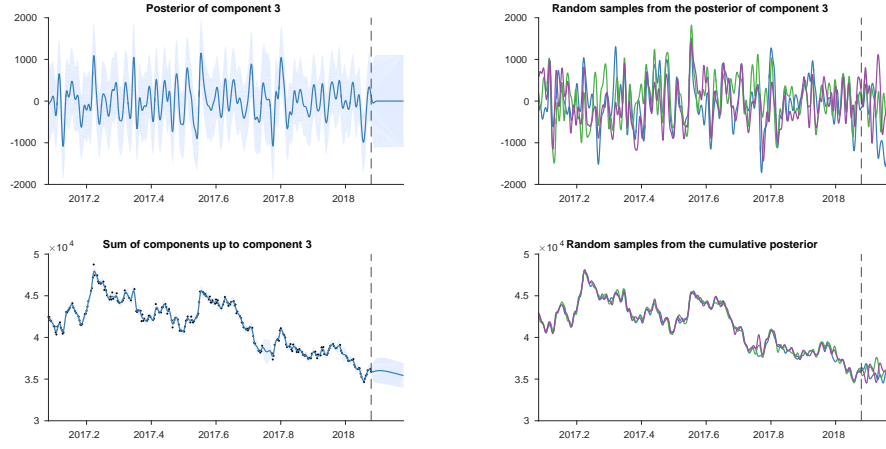 Posterior of component 3
2000
1000
0
-1000
-2000
2017.2 2017.4 2017.6 2017.8 2018
Random samples from the posterior of component 3
2000
1000
0
-1000
-2000
2017.2 2017.4 2017.6 2017.8 2018
Sum of components up to component 3
×10^4
5
4.5
4
3.5
3
2017.2 2017.4 2017.6 2017.8 2018
Random samples from the cumulative posterior
×10^4
5
4.5
4
3.5
3
2017.2 2017.4 2017.6 2017.8 2018